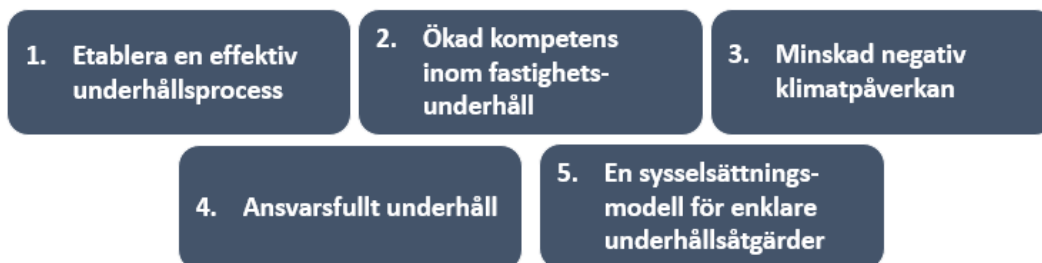 1. Etablera en effektiv
underhållsprocess
2. Ökad kompetens
inom fastighets-
underhåll
3. Minskad negativ
klimatpåverkan
4. Ansvarsfullt underhåll
5. En sysselsättnings-
modell för enklare
underhållsåtgärder